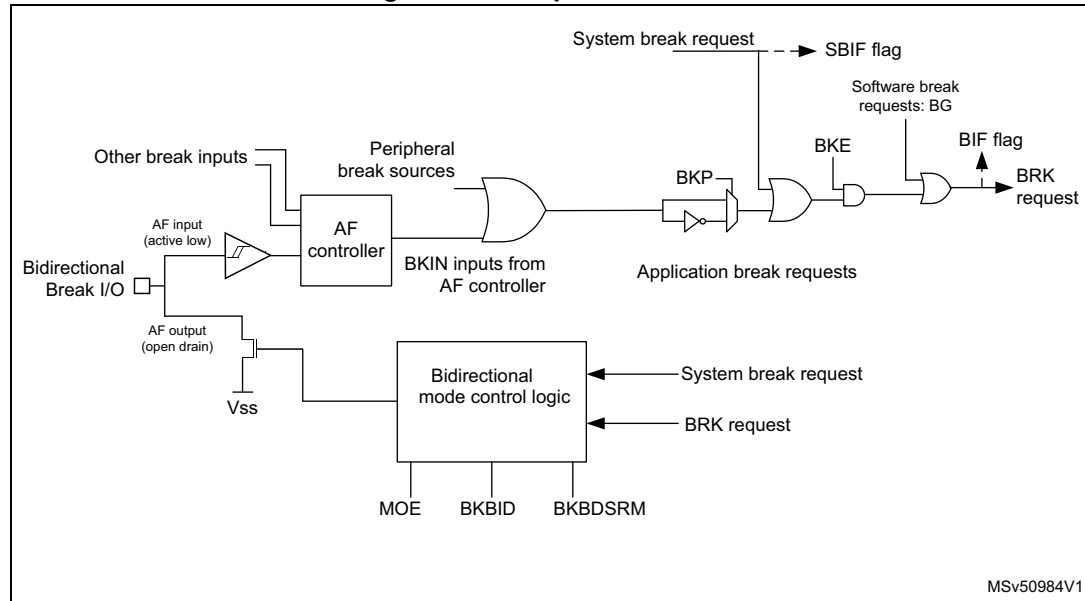 System break request
SBIF flag
Software break
requests: BG
BIF flag
BKE
BRK
request
Peripheral
break sources
Other break inputs
BKP
AF input
(active low)
AF
controller
BKIN inputs from
AF controller
Application break requests
Bidirectional
Break I/O
AF output
(open drain)
Vss
Bidirectional
mode control logic
System break request
BRK request
MOE
BKBID
BKBDSRM
MSv50984V1